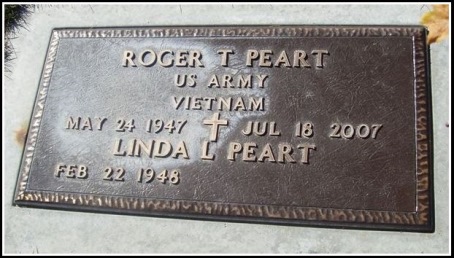 ROGER T PEART
US ARMY
VIETNAM
MAY 24 1947 JUL 18 2007
LINDA L PEART
FEB 22 1948